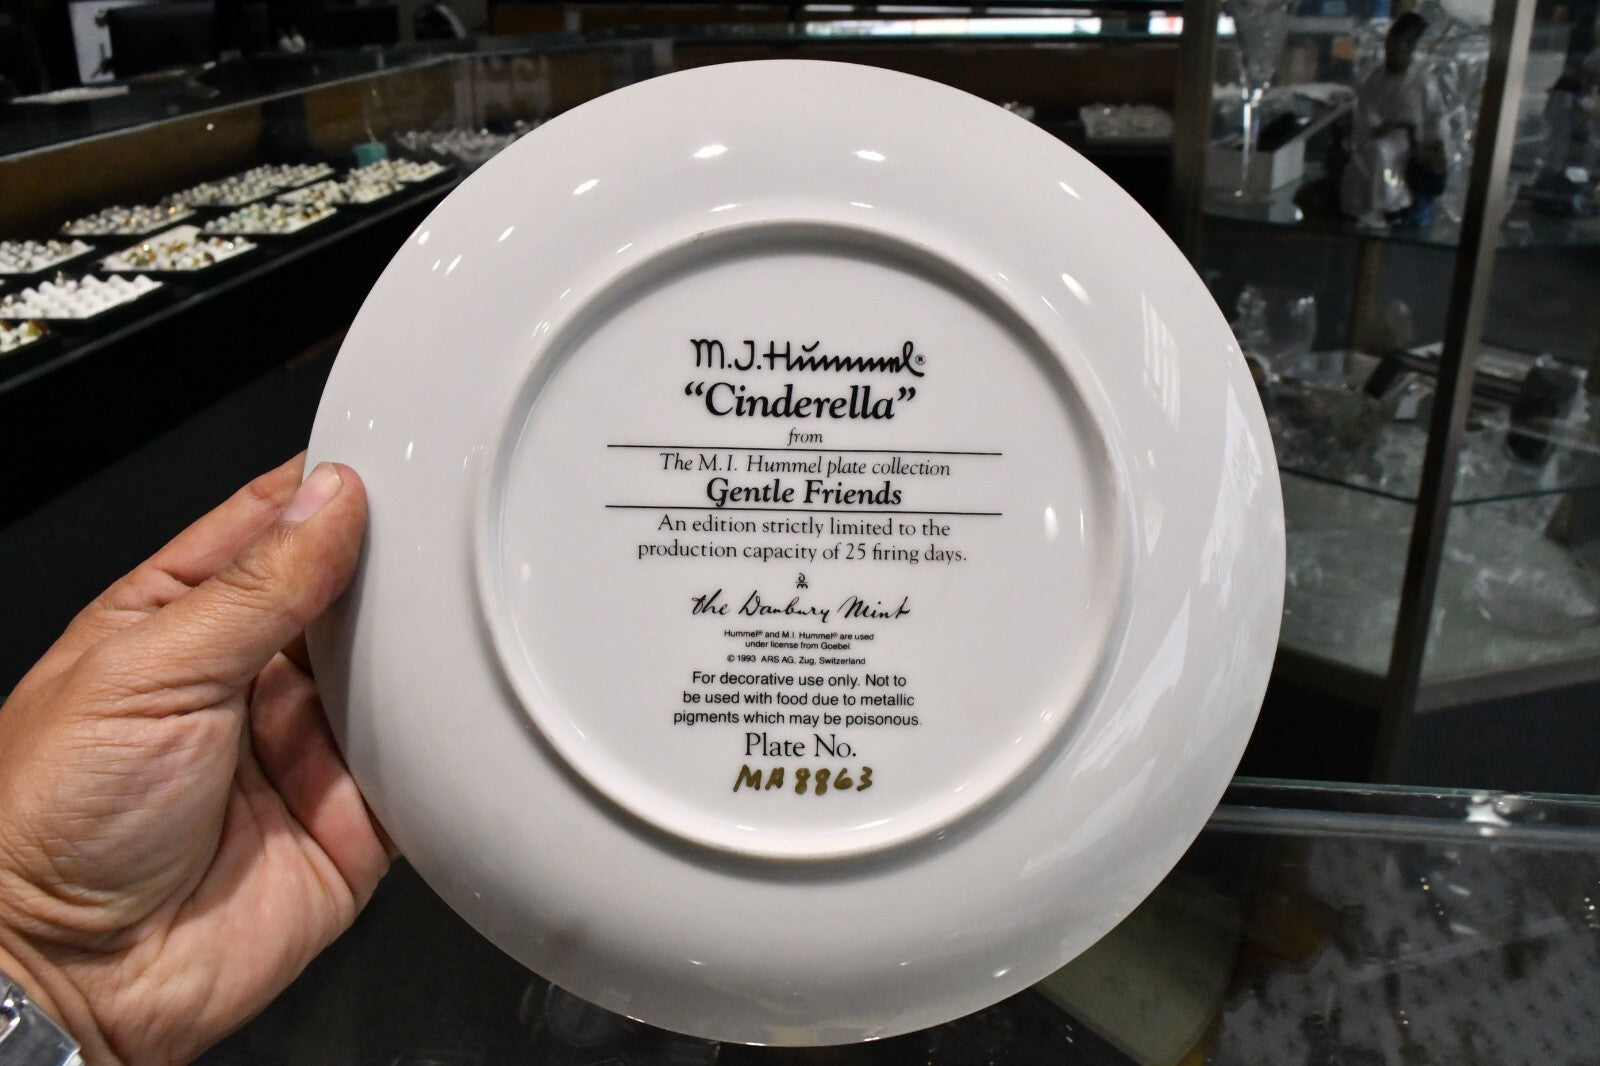 M.J.Hummel®
“Cinderella”
from
The M.I. Hummel plate collection
Gentle Friends
An edition strictly limited to the
production capacity of 25 firing days.
DM
the Danbury Mint
Hummel® and M.I. Hummel® are used
under license from Goebel
© 1993 ARS AG, Zug, Switzerland
For decorative use only. Not to
be used with food due to metallic
pigments which may be poisonous.
Plate No.
MA8863